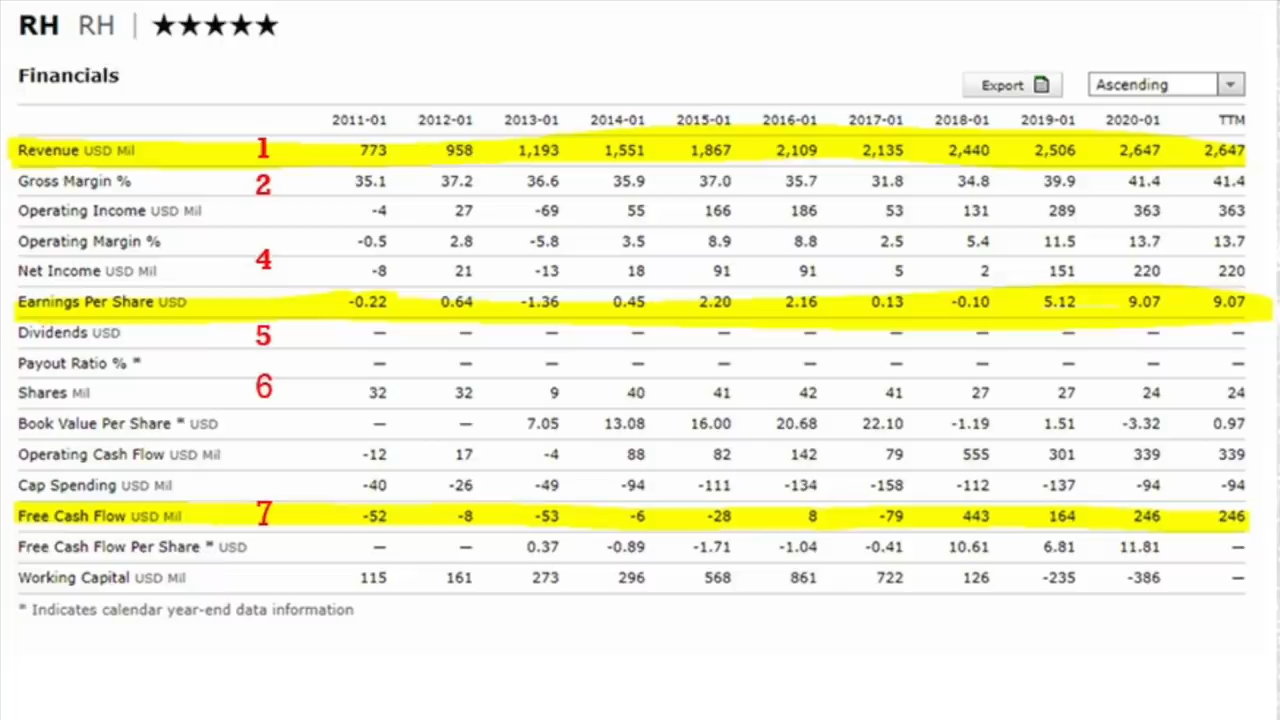 RH RH | ★★★★★
Financials
Export Ascending
2011-01 2012-01 2013-01 2014-01 2015-01 2016-01 2017-01 2018-01 2019-01 2020-01 TTM
Revenue USD Mil 1 773 958 1,193 1,551 1,867 2,109 2,135 2,440 2,506 2,647 2,647
Gross Margin % 2 35.1 37.2 36.6 35.9 37.0 35.7 31.8 34.8 39.9 41.4 41.4
Operating Income USD Mil -4 27 -69 55 166 186 53 131 289 363 363
Operating Margin % -0.5 2.8 -5.8 3.5 8.9 8.8 2.5 5.4 11.5 13.7 13.7
4
Net Income USD Mil -8 21 -13 18 91 91 5 2 151 220 220
Earnings Per Share USD -0.22 0.64 -1.36 0.45 2.20 2.16 0.13 -0.10 5.12 9.07 9.07
Dividends USD 5 — — — — — — — — — — —
Payout Ratio % * — — — — — — — — — — —
6
Shares Mil 32 32 9 40 41 42 41 27 27 24 24
Book Value Per Share * USD — — 7.05 13.08 16.00 20.68 22.10 -1.19 1.51 -3.32 0.97
Operating Cash Flow USD Mil -12 17 -4 88 82 142 79 555 301 339 339
Cap Spending USD Mil -40 -26 -49 -94 -111 -134 -158 -112 -137 -94 -94
Free Cash Flow USD Mil 7 -52 -8 -53 -6 -28 8 -79 443 164 246 246
Free Cash Flow Per Share * USD — — 0.37 -0.89 -1.71 -1.04 -0.41 10.61 6.81 11.81 —
Working Capital USD Mil 115 161 273 296 568 861 722 126 -235 -386 —
* Indicates calendar year-end data information